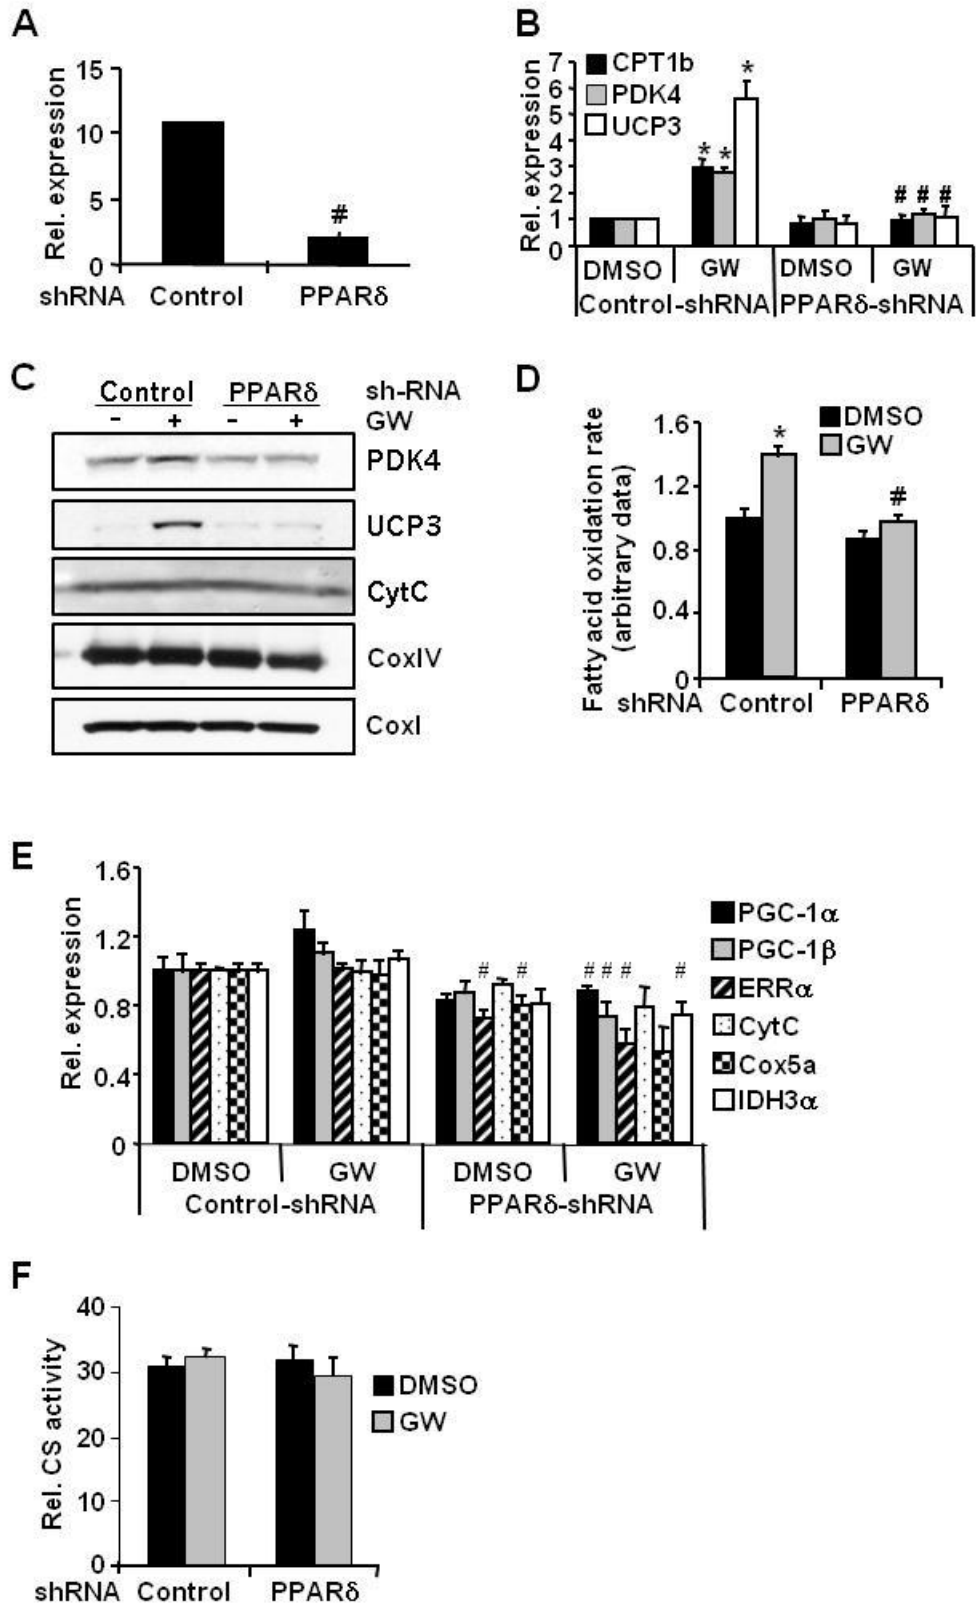 A
Rel. expression
15
10
5
0
shRNA Control PPARδ
#
B
Rel. expression
7
6
5
4
3
2
1
0
CPT1b
PDK4
UCP3
* * *
# # #
DMSO GW DMSO GW
Control-shRNA PPARδ-shRNA
C
Control PPARδ sh-RNA
- + - + GW
PDK4
UCP3
CytC
CoxIV
CoxI
D
Fatty acid oxidation rate
(arbitrary data)
1.6
1.2
0.8
0.4
0
DMSO
GW
*
#
shRNA Control PPARδ
E
Rel. expression
1.6
1.2
0.8
0.4
0
# # # # # #
PGC-1α
PGC-1β
ERRα
CytC
Cox5a
IDH3α
DMSO GW DMSO GW
Control-shRNA PPARδ-shRNA
F
Rel. CS activity
40
30
20
10
0
DMSO
GW
shRNA Control PPARδ